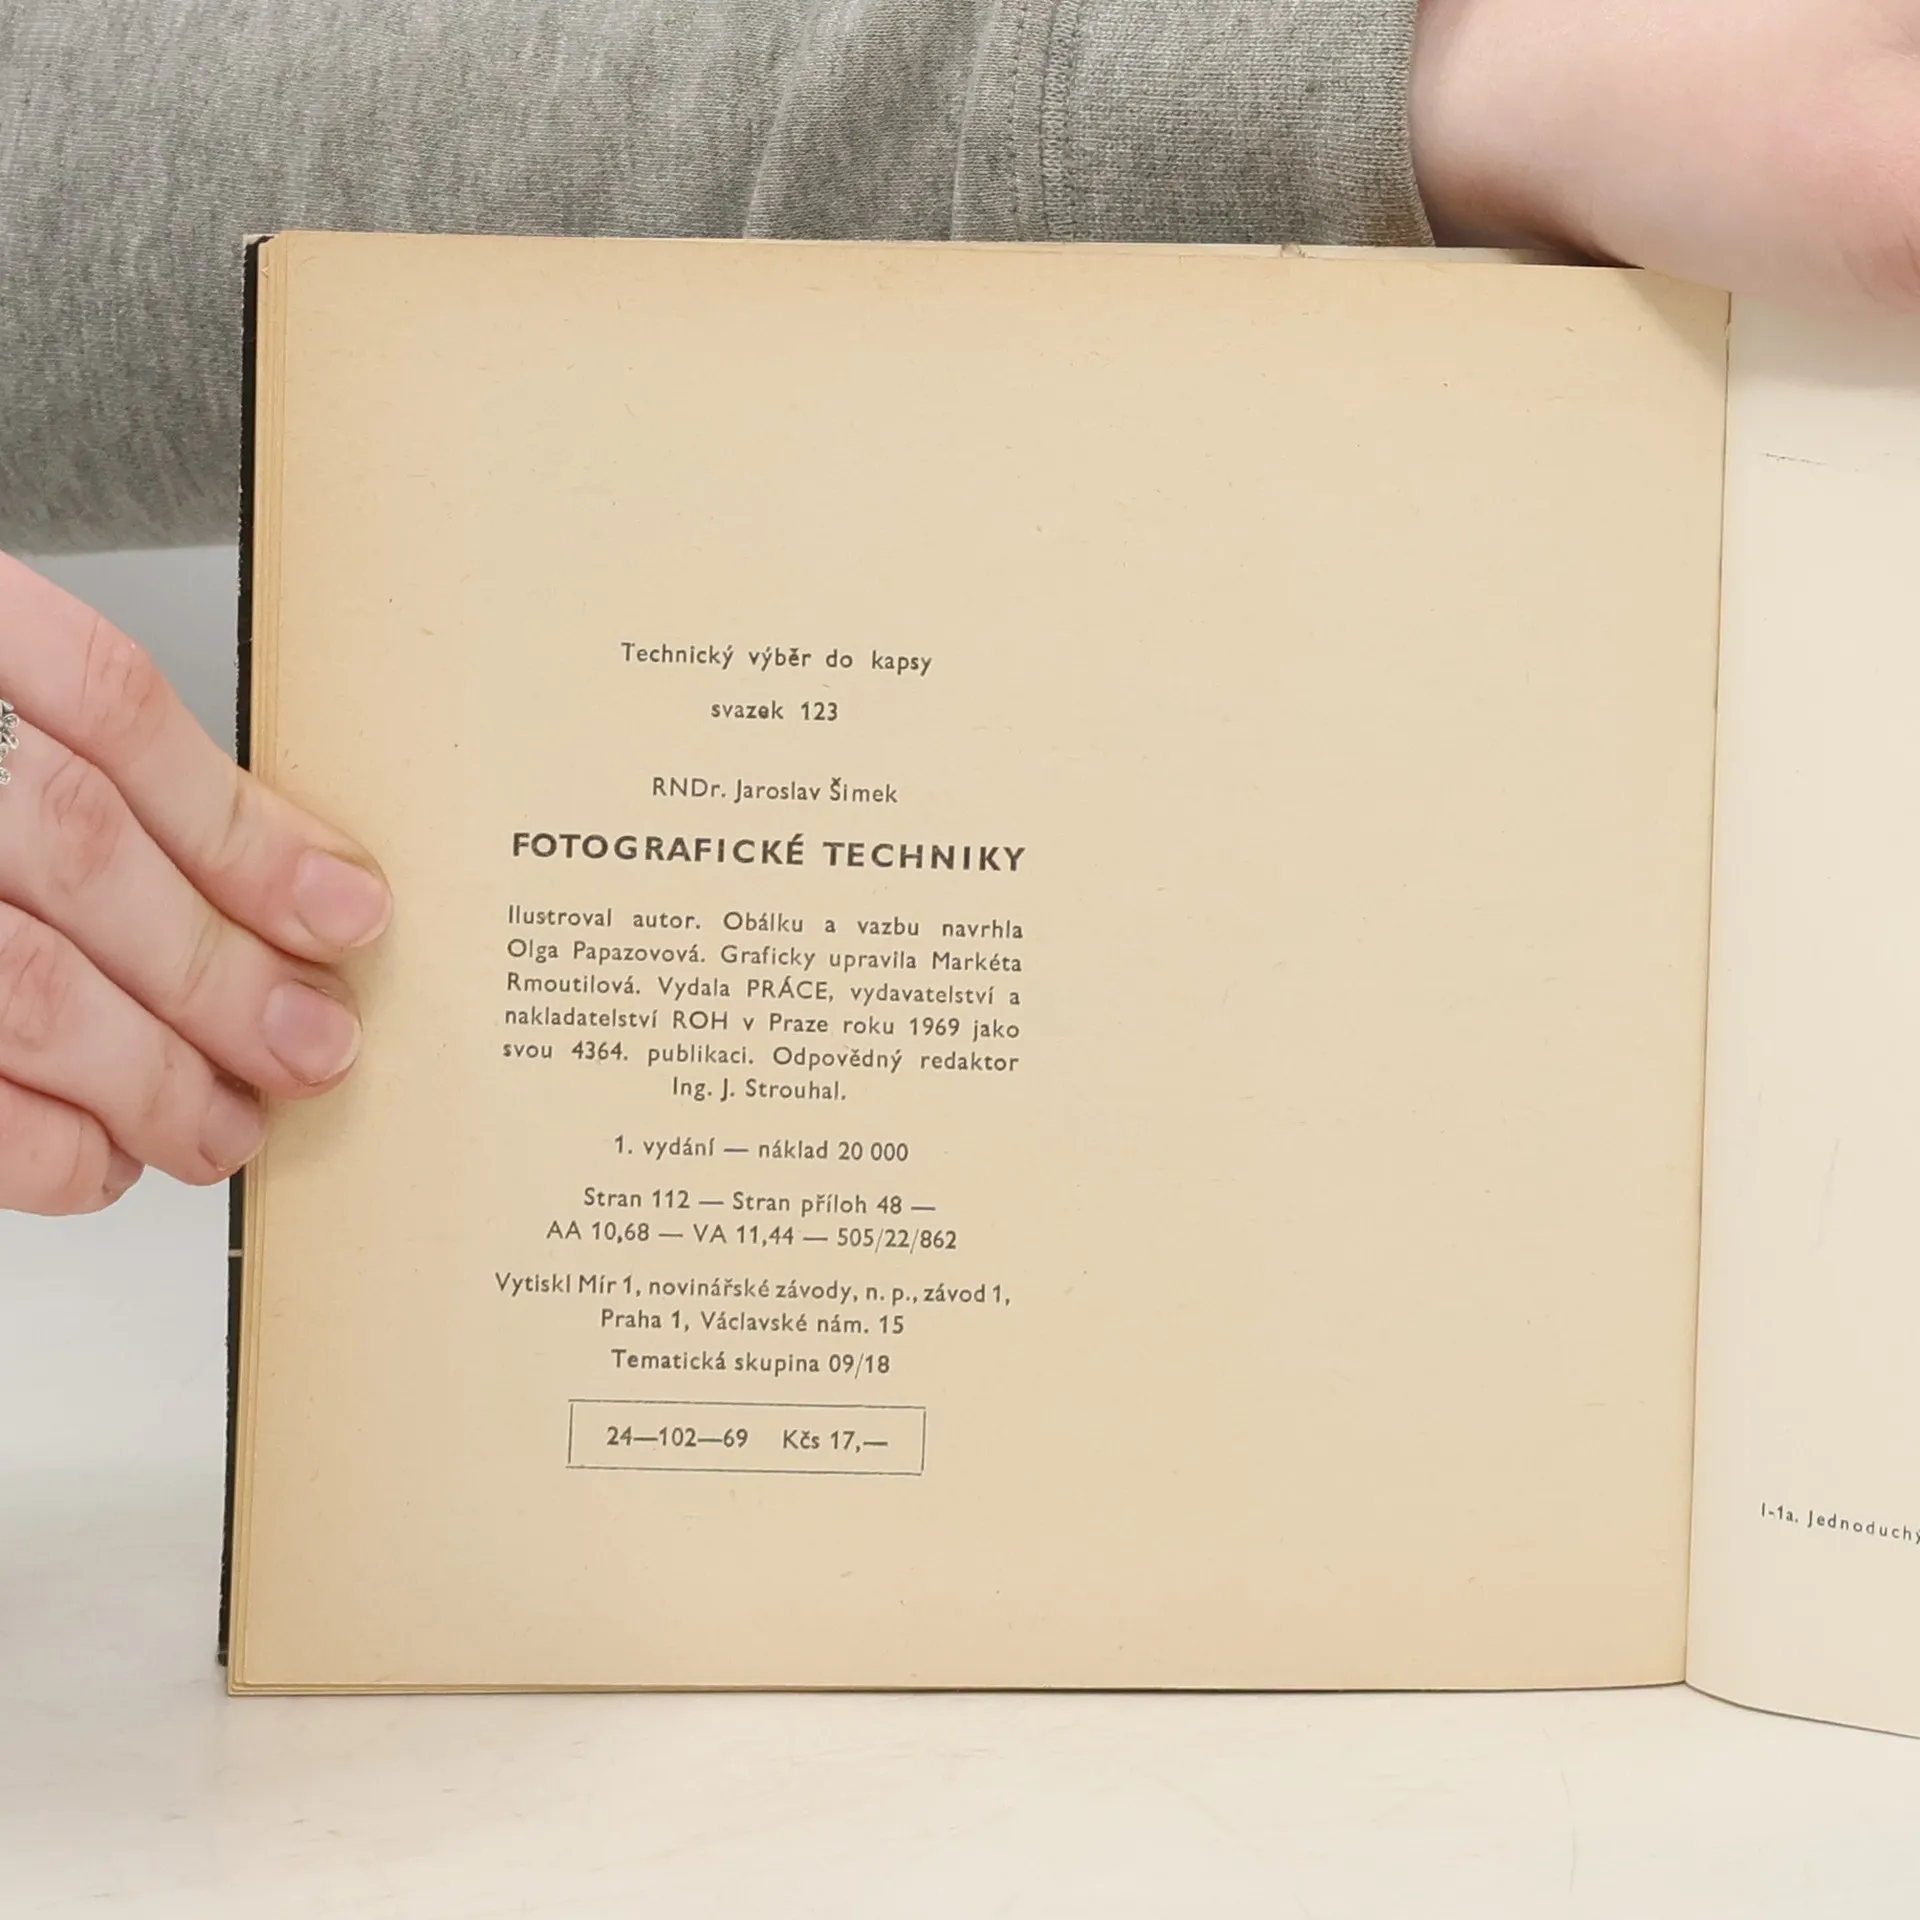 Technický výběr do kapsy
svazek 123
RNDr. Jaroslav Šimek
FOTOGRAFICKÉ TECHNIKY
Ilustroval autor. Obálku a vazbu navrhla
Olga Papazovová. Graficky upravila Markéta
Rmoutilová. Vydala PRÁCE, vydavatelství a
nakladatelství ROH v Praze roku 1969 jako
svou 4364. publikaci. Odpovědný redaktor
Ing. J. Strouhal.
1. vydání — náklad 20 000
Stran 112 — Stran příloh 48 —
AA 10,68 — VA 11,44 — 505/22/862
Vytiskl Mír 1, novinářské závody, n. p., závod 1,
Praha 1, Václavské nám. 15
Tematická skupina 09/18
24—102—69 Kčs 17,—
I-1a. Jednoduchý